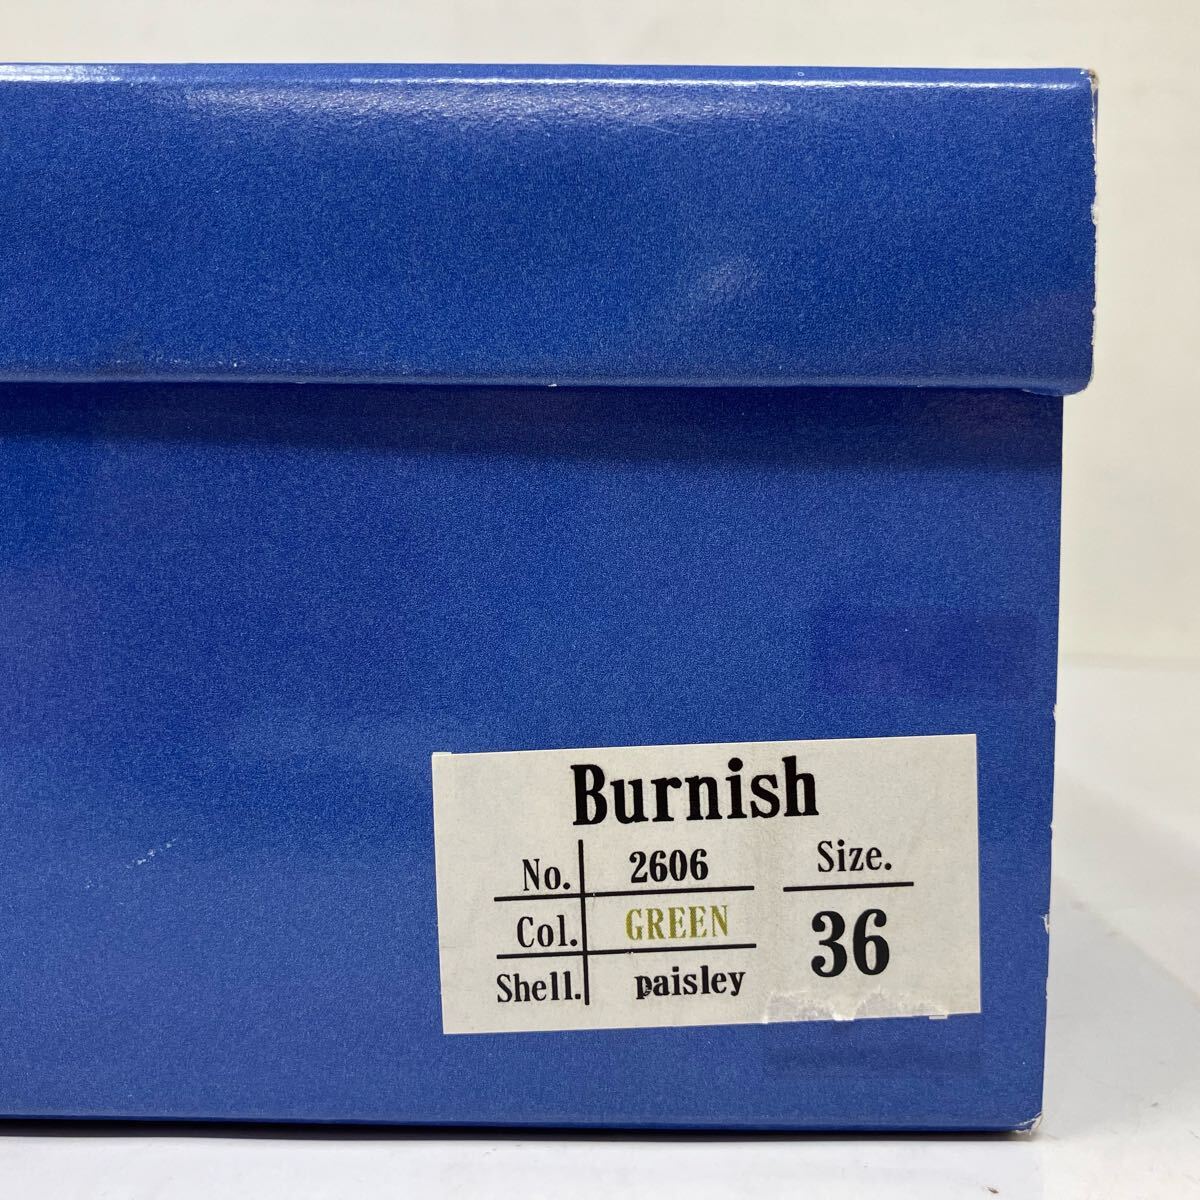 Burnish
No. 2606 Size.
Col. GREEN 36
Shell. paisley